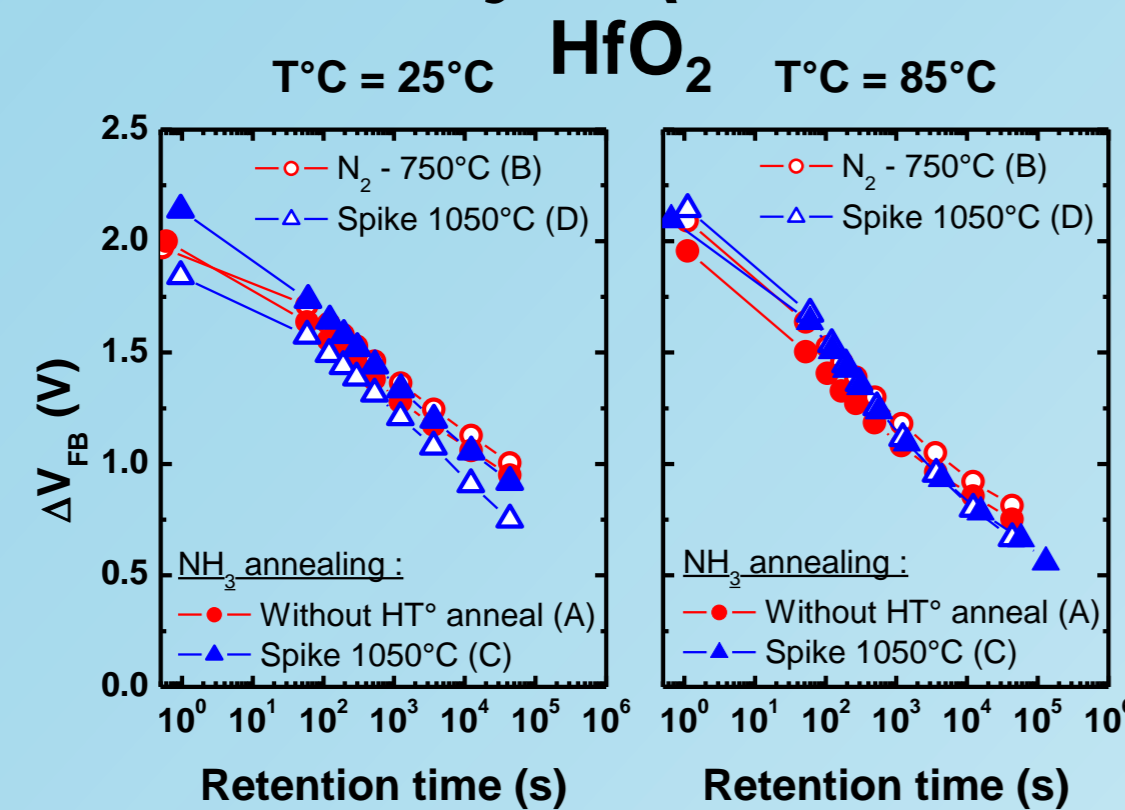 HfO₂
T°C = 25°C
T°C = 85°C
ΔV_FB (V)
2.5
2.0
1.5
1.0
0.5
0.0
N₂ - 750°C (B)
Spike 1050°C (D)
NH₃ annealing :
Without HT° anneal (A)
Spike 1050°C (C)
10⁰ 10¹ 10² 10³ 10⁴ 10⁵ 10⁶
Retention time (s)
N₂ - 750°C (B)
Spike 1050°C (D)
NH₃ annealing :
Without HT° anneal (A)
Spike 1050°C (C)
10⁰ 10¹ 10² 10³ 10⁴ 10⁵ 10⁶
Retention time (s)